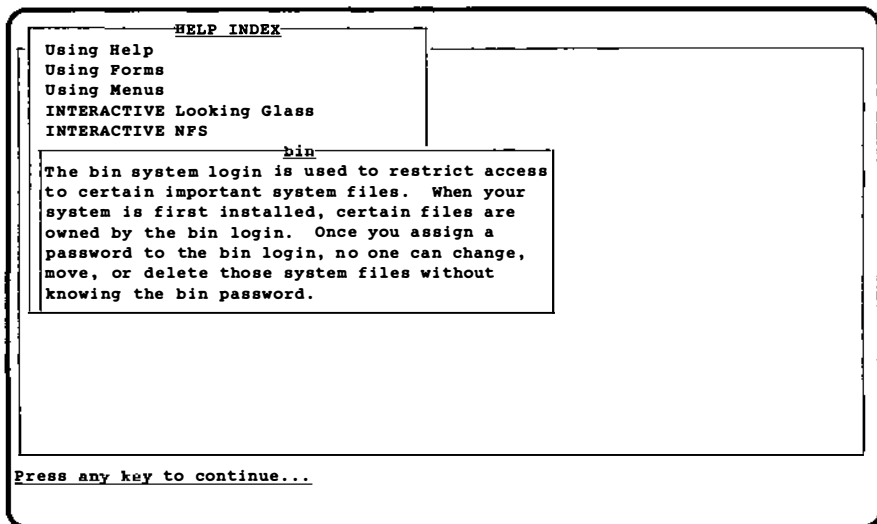 HELP INDEX
Using Help
Using Forms
Using Menus
INTERACTIVE Looking Glass
INTERACTIVE NFS
bin
The bin system login is used to restrict access
to certain important system files.  When your
system is first installed, certain files are
owned by the bin login.  Once you assign a
password to the bin login, no one can change,
move, or delete those system files without
knowing the bin password.
Press any key to continue...